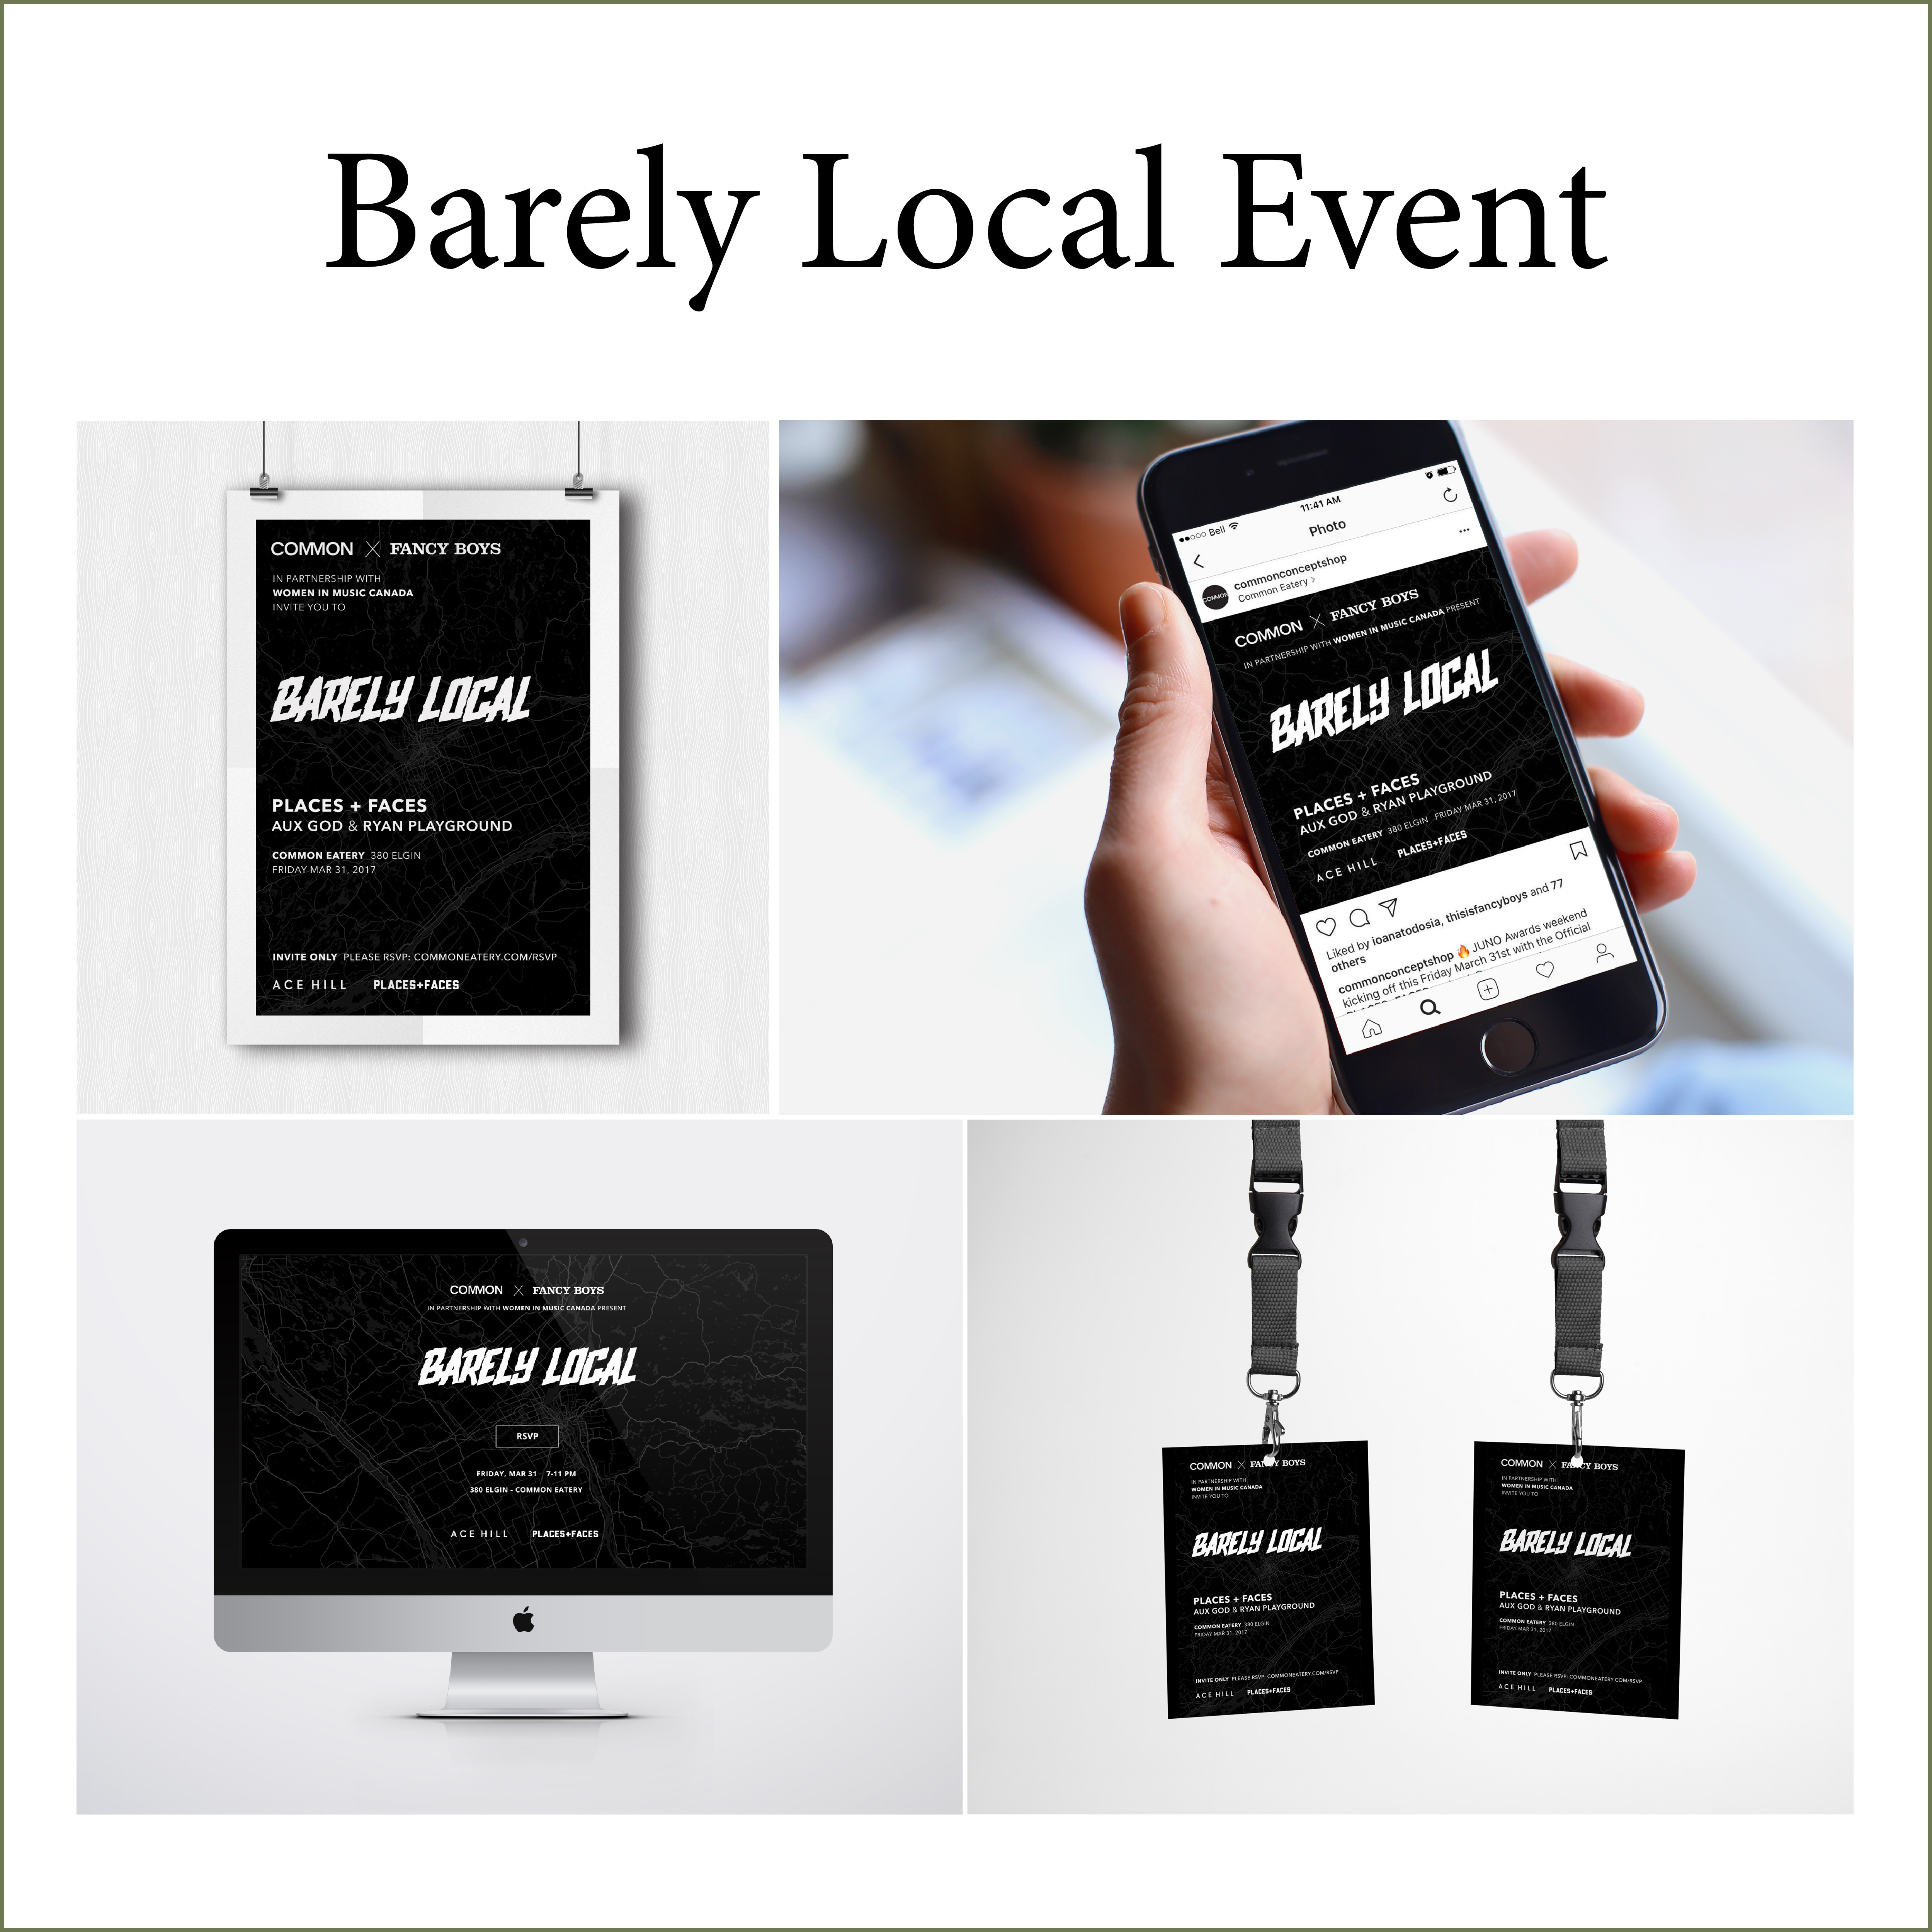 Barely Local Event
COMMON X FANCY BOYS
IN PARTNERSHIP WITH
WOMEN IN MUSIC CANADA
INVITE YOU TO
BARELY LOCAL
PLACES + FACES
AUX GOD & RYAN PLAYGROUND
COMMON EATERY 380 ELGIN
FRIDAY MAR 31, 2017
INVITE ONLY PLEASE RSVP: COMMONEATERY.COM/RSVP
ACE HILL PLACES+FACES
Bell 11:41 AM
Photo
commonconceptshop
COMMON
Common Eatery >
COMMON X FANCY BOYS
IN PARTNERSHIP WITH WOMEN IN MUSIC CANADA PRESENT
BARELY LOCAL
PLACES + FACES
AUX GOD & RYAN PLAYGROUND
COMMON EATERY 380 ELGIN FRIDAY MAR 31, 2017
ACE HILL PLACES+FACES
Liked by ioanatodosia, thisisfancyboys and 77
others
commonconceptshop 🔥 JUNO Awards weekend
kicking off this Friday March 31st with the Official
COMMON X FANCY BOYS
IN PARTNERSHIP WITH WOMEN IN MUSIC CANADA PRESENT
BARELY LOCAL
RSVP
FRIDAY, MAR 31 7-11 PM
380 ELGIN - COMMON EATERY
ACE HILL PLACES+FACES
COMMON X FANCY BOYS
IN PARTNERSHIP WITH
WOMEN IN MUSIC CANADA
INVITE YOU TO
BARELY LOCAL
PLACES + FACES
AUX GOD & RYAN PLAYGROUND
COMMON EATERY 380 ELGIN
FRIDAY MAR 31, 2017
INVITE ONLY PLEASE RSVP: COMMONEATERY.COM/RSVP
ACE HILL PLACES+FACES
COMMON X FANCY BOYS
IN PARTNERSHIP WITH
WOMEN IN MUSIC CANADA
INVITE YOU TO
BARELY LOCAL
PLACES + FACES
AUX GOD & RYAN PLAYGROUND
COMMON EATERY 380 ELGIN
FRIDAY MAR 31, 2017
INVITE ONLY PLEASE RSVP: COMMONEATERY.COM/RSVP
ACE HILL PLACES+FACES